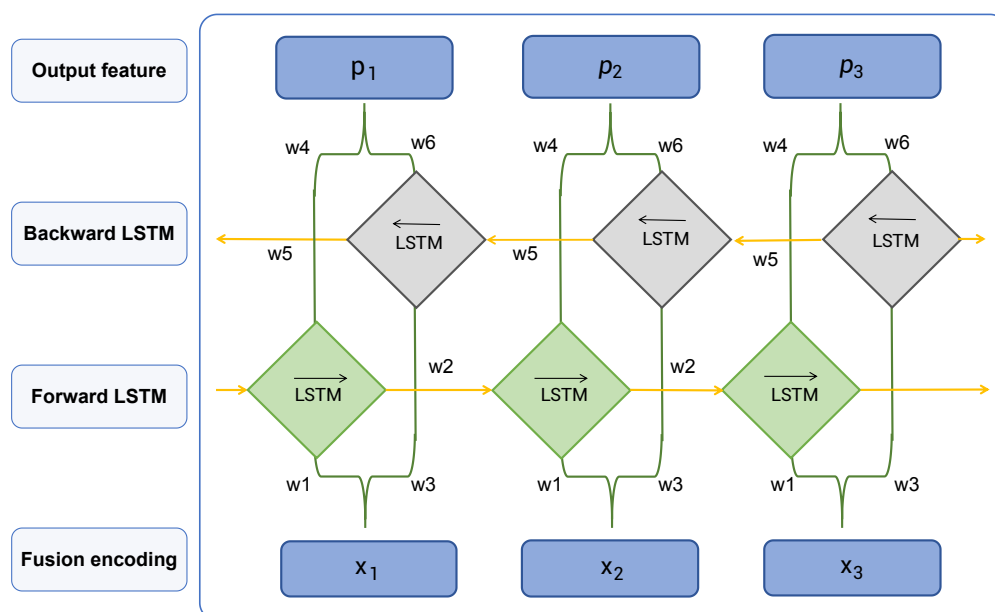 Output feature
p1
p2
p3
w4
w6
w4
w6
w4
w6
Backward LSTM
LSTM
LSTM
LSTM
w5
w5
w5
Forward LSTM
LSTM
w2
LSTM
w2
LSTM
w1
w3
w1
w3
w1
w3
Fusion encoding
x1
x2
x3